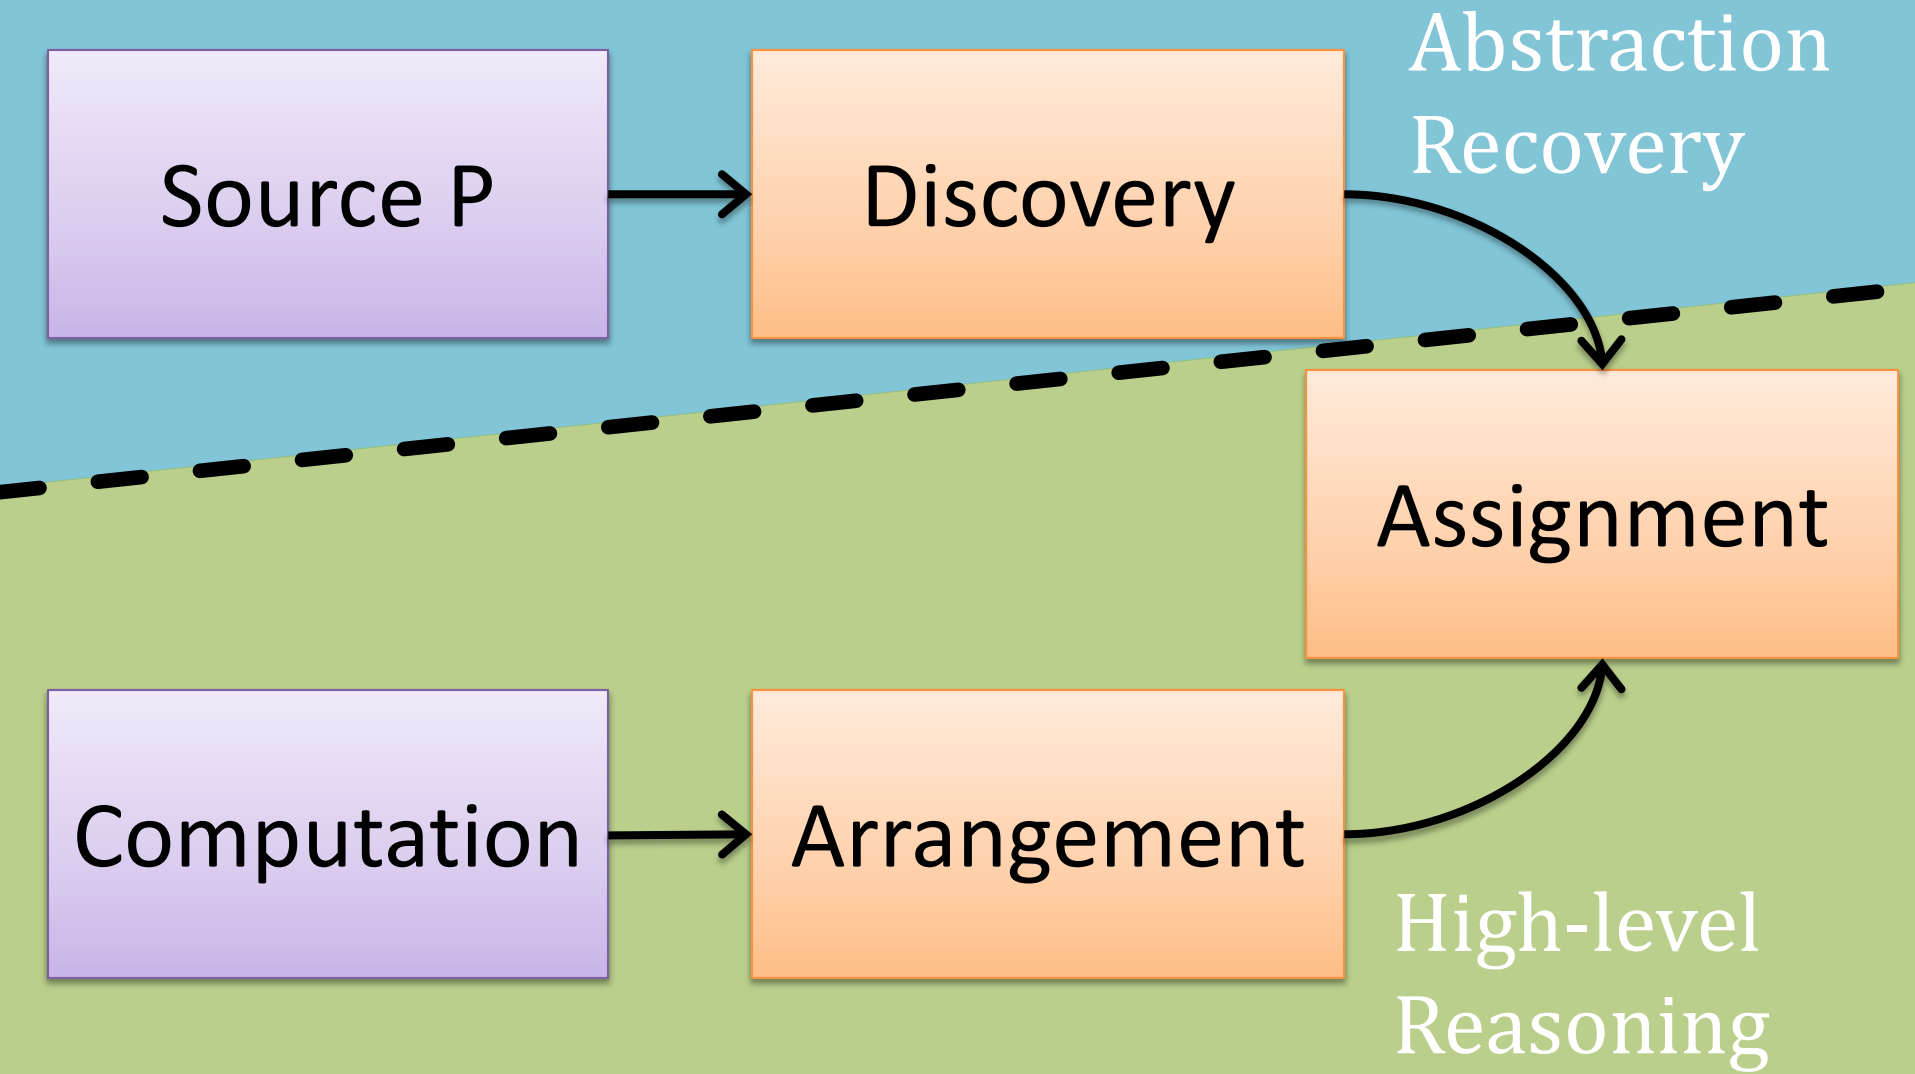 Abstraction
Recovery
Source P
Discovery
Assignment
Computation
Arrangement
High-level
Reasoning